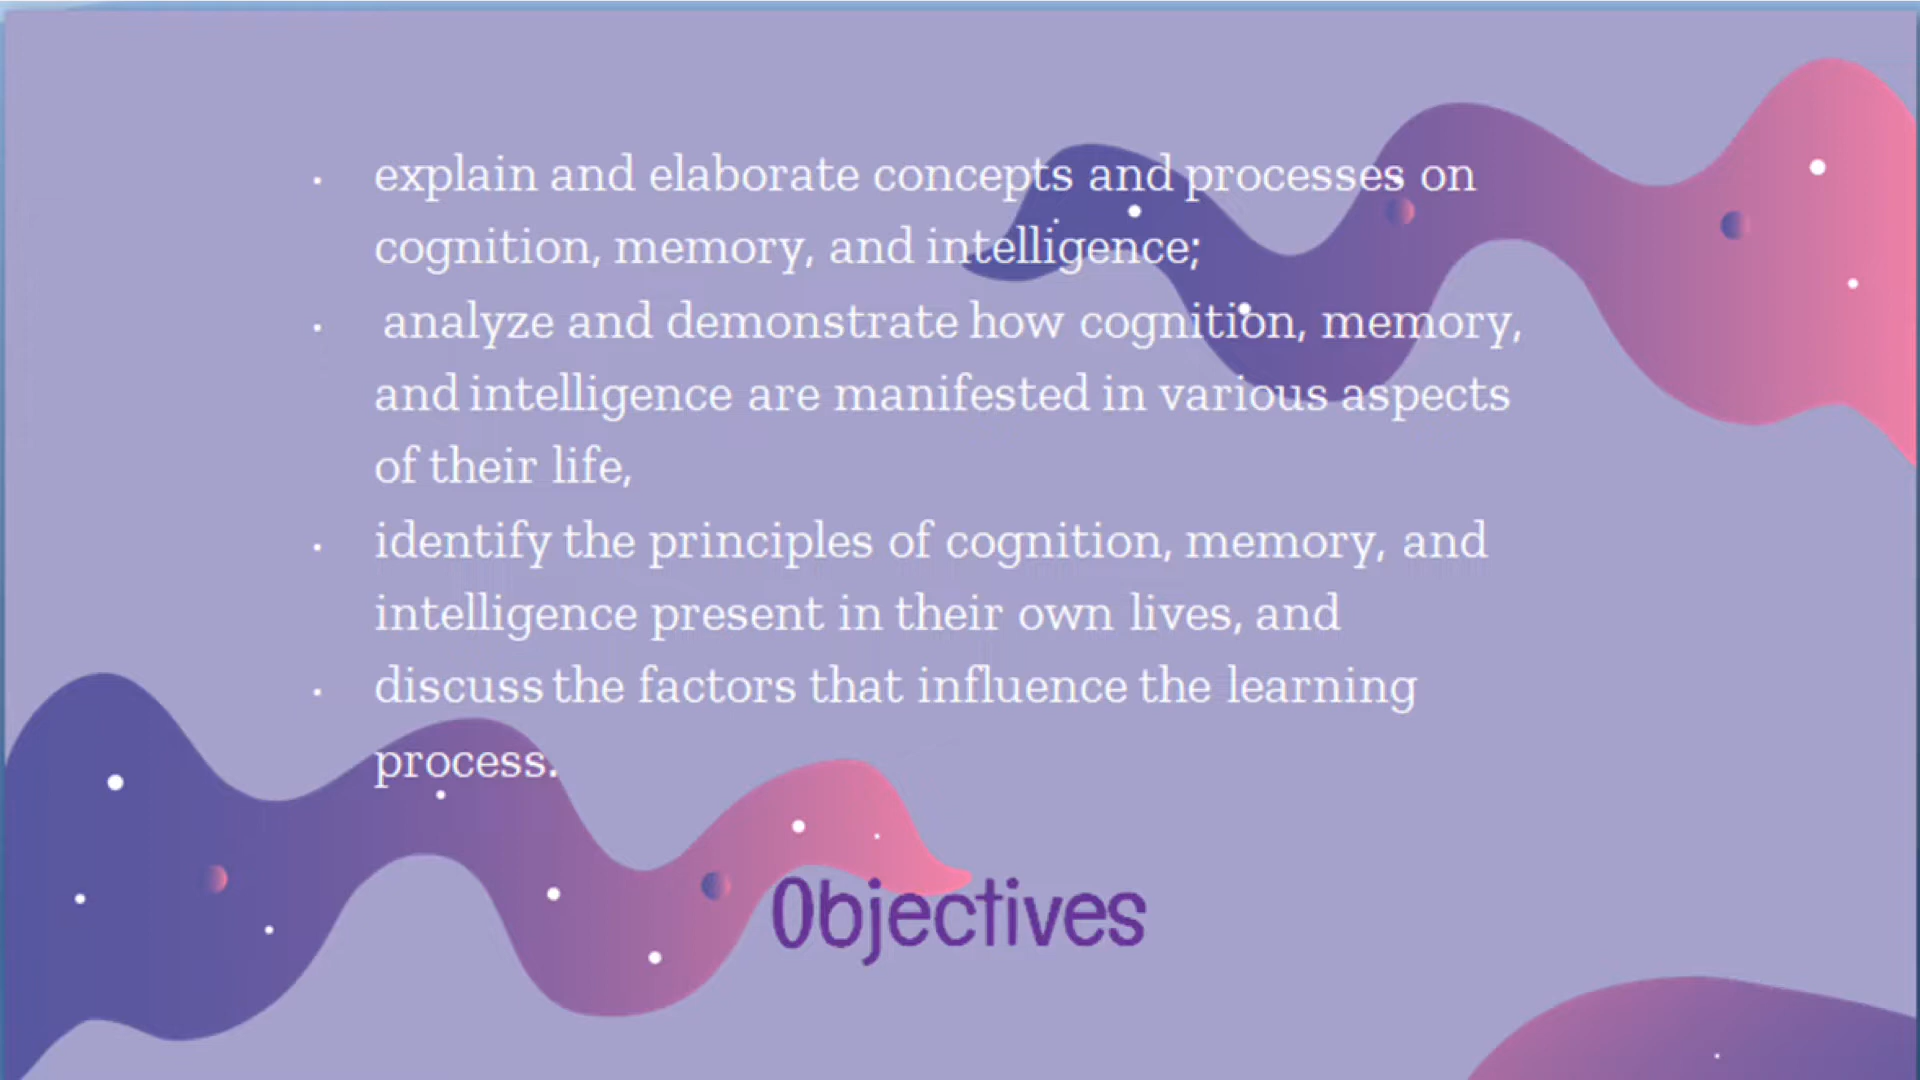 • explain and elaborate concepts and processes on
cognition, memory, and intelligence;
• analyze and demonstrate how cognition, memory,
and intelligence are manifested in various aspects
of their life,
• identify the principles of cognition, memory, and
intelligence present in their own lives, and
• discuss the factors that influence the learning
process.
Objectives